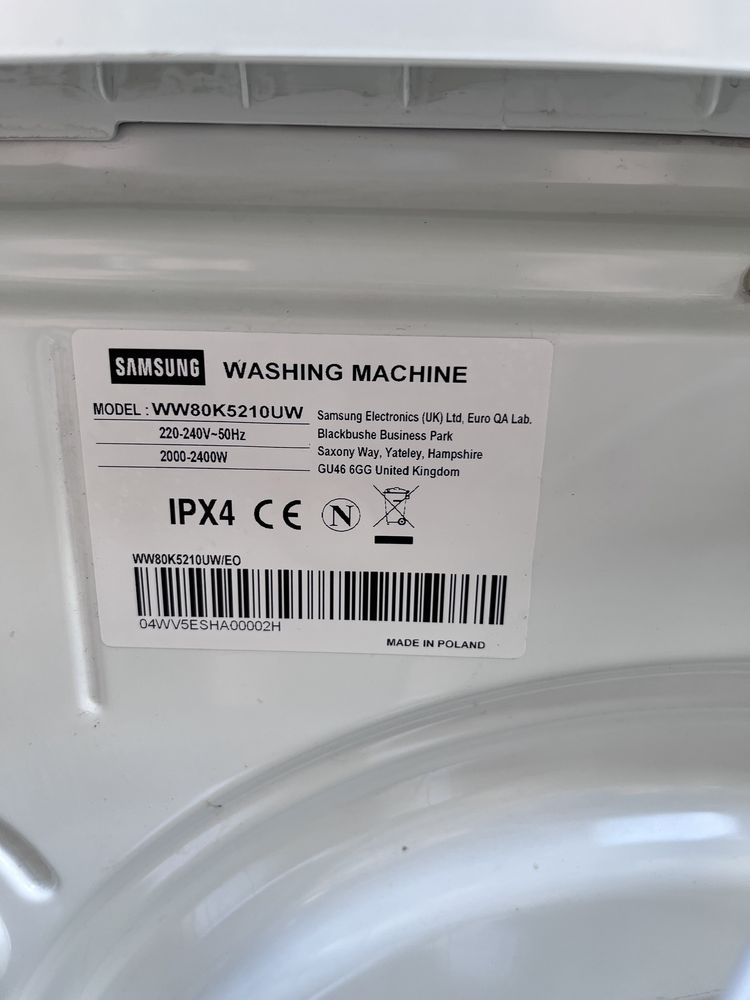 SAMSUNG WASHING MACHINE
MODEL : WW80K5210UW
220-240V~50Hz
2000-2400W
Samsung Electronics (UK) Ltd, Euro QA Lab.
Blackbushe Business Park
Saxony Way, Yateley, Hampshire
GU46 6GG United Kingdom
IPX4 CE N
WW80K5210UW/EO
04WV5ESHA00002H
MADE IN POLAND